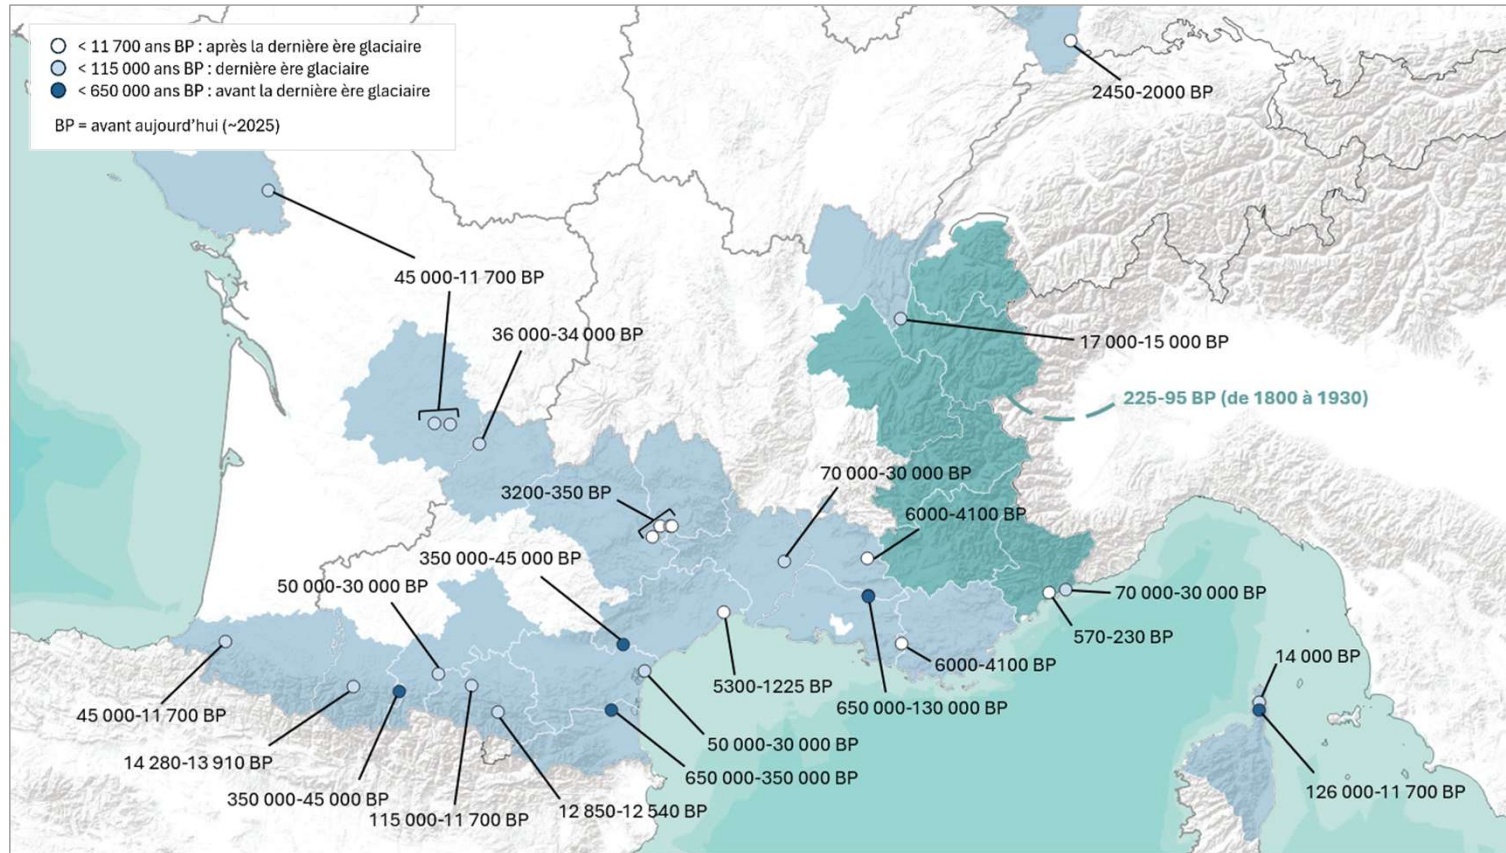 < 11 700 ans BP : après la dernière ère glaciaire
< 115 000 ans BP : dernière ère glaciaire
< 650 000 ans BP : avant la dernière ère glaciaire
BP = avant aujourd'hui (~2025)
2450-2000 BP
45 000-11 700 BP
36 000-34 000 BP
17 000-15 000 BP
225-95 BP (de 1800 à 1930)
70 000-30 000 BP
3200-350 BP
6000-4100 BP
350 000-45 000 BP
50 000-30 000 BP
70 000-30 000 BP
570-230 BP
14 000 BP
6000-4100 BP
5300-1225 BP
650 000-130 000 BP
45 000-11 700 BP
50 000-30 000 BP
14 280-13 910 BP
650 000-350 000 BP
126 000-11 700 BP
350 000-45 000 BP
12 850-12 540 BP
115 000-11 700 BP